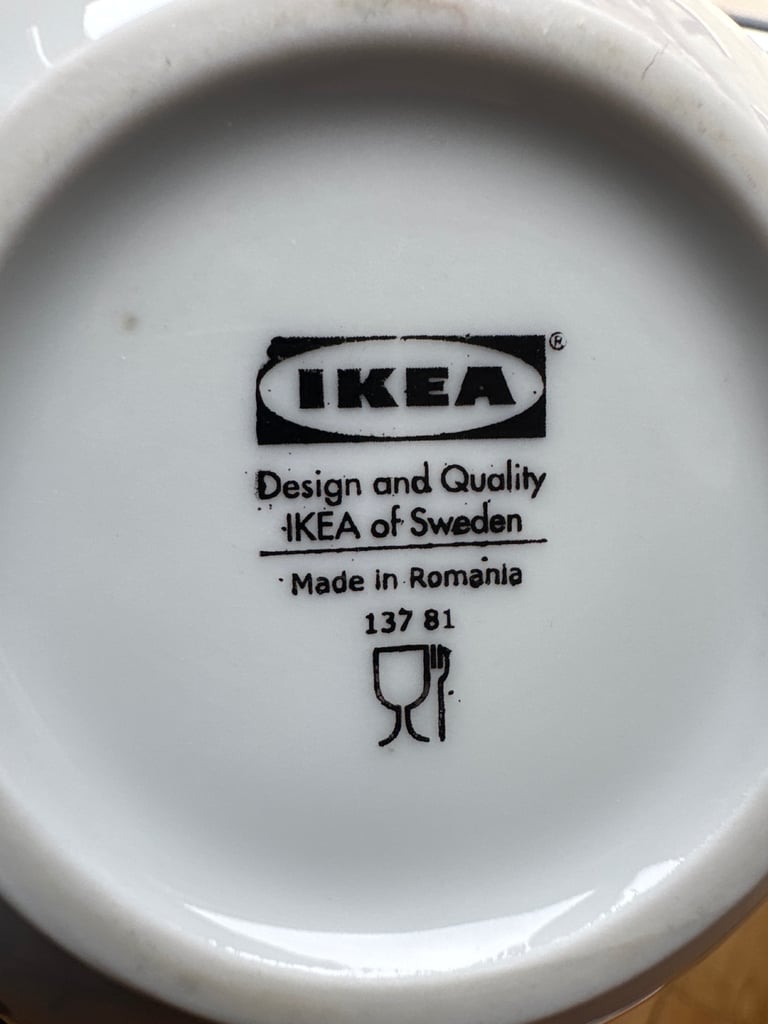 IKEA®
Design and Quality
IKEA of Sweden
Made in Romania
137 81